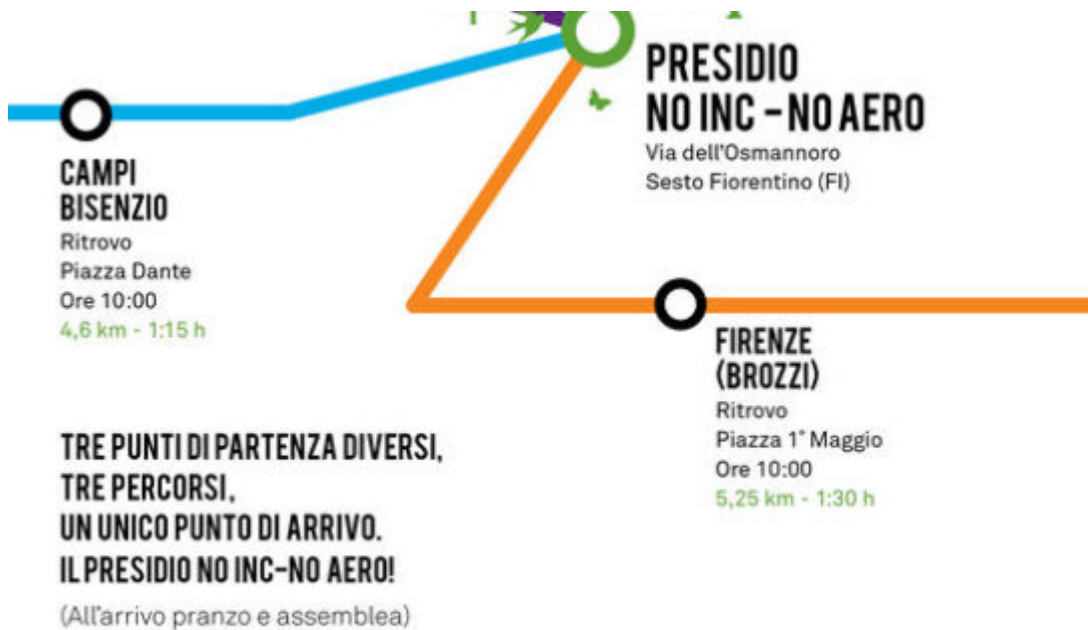 PRESIDIO
NO INC - NO AERO
Via dell'Osmannoro
Sesto Fiorentino (FI)
CAMPI
BISENZIO
Ritrovo
Piazza Dante
Ore 10:00
4,6 km - 1:15 h
FIRENZE
(BROZZI)
Ritrovo
Piazza 1° Maggio
Ore 10:00
5,25 km - 1:30 h
TRE PUNTI DI PARTENZA DIVERSI,
TRE PERCORSI,
UN UNICO PUNTO DI ARRIVO.
IL PRESIDIO NO INC-NO AERO!
(All'arrivo pranzo e assemblea)